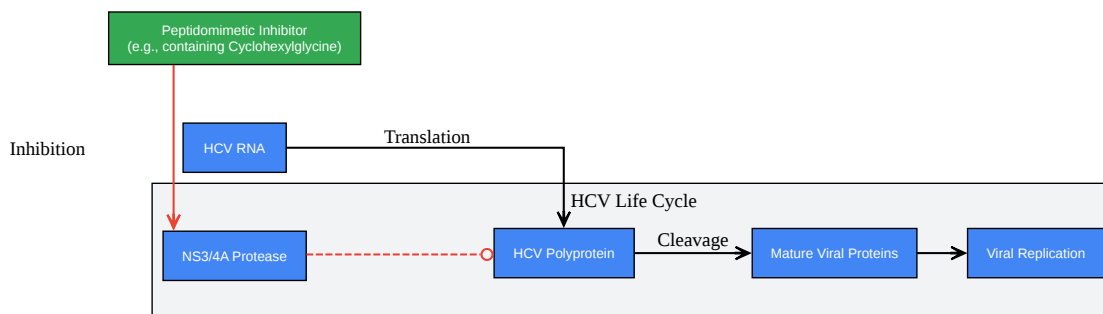 Peptidomimetic Inhibitor
(e.g., containing Cyclohexylglycine)
Inhibition
HCV RNA
Translation
HCV Life Cycle
NS3/4A Protease
HCV Polyprotein
Cleavage
Mature Viral Proteins
Viral Replication